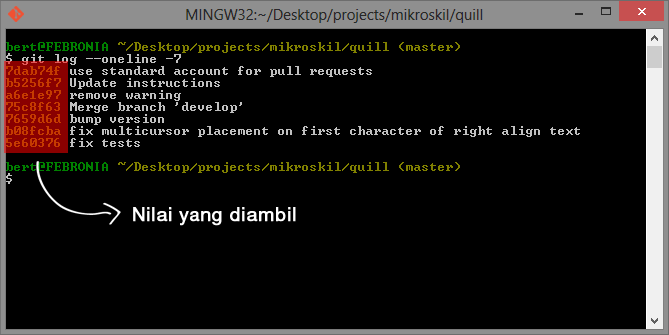 MINGW32:~/Desktop/projects/mikroskil/quill
bert@FEBRONIA ~/Desktop/projects/mikroskil/quill (master)
$ git log --oneline -7
7dab74f use standard account for pull requests
b5256f7 Update instructions
a6e1e97 remove warning
75c8f63 Merge branch 'develop'
7659d6d bump version
b08fcba fix multicursor placement on first character of right align text
5e60376 fix tests
bert@FEBRONIA ~/Desktop/projects/mikroskil/quill (master)
$
Nilai yang diambil